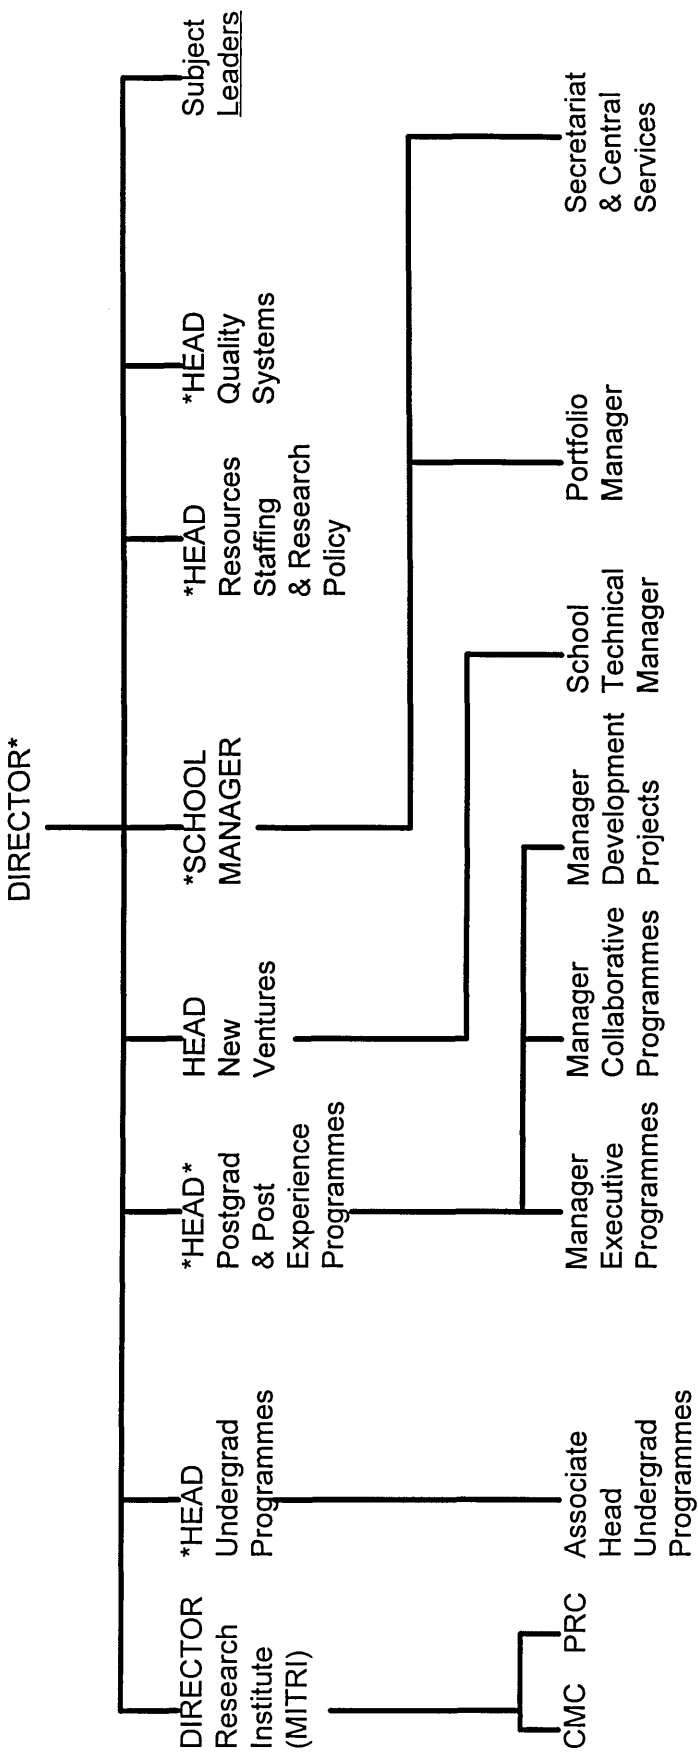 DIRECTOR*
DIRECTOR
Research
Institute
(MITRI)
*HEAD
Undergrad
Programmes
*HEAD*
Postgrad
& Post
Experience
Programmes
HEAD
New
Ventures
*SCHOOL
MANAGER
*HEAD
Resources
Staffing
& Research
Policy
*HEAD
Quality
Systems
Subject
Leaders
CMC
PRC
Associate
Head
Undergrad
Programmes
Manager
Executive
Programmes
Manager
Collaborative
Programmes
Manager
Development
Projects
School
Technical
Manager
Portfolio
Manager
Secretariat
& Central
Services